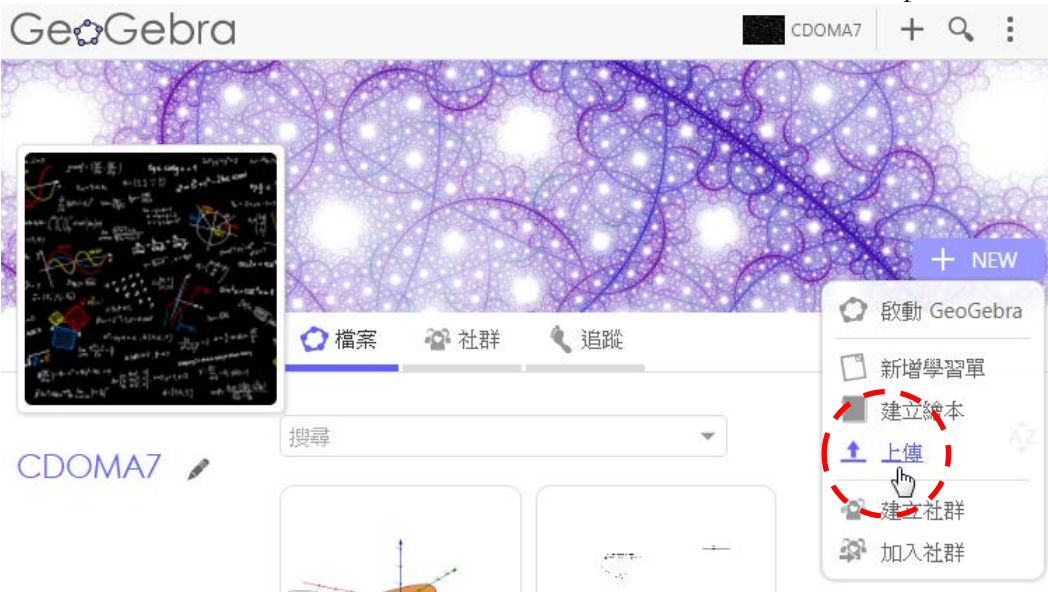 GeoGebra
CDOMA7
+ NEW
啟動 GeoGebra
新增學習單
建立繪本
上傳
建立社群
加入社群
檔案
社群
追蹤
搜尋
AZ
CDOMA7